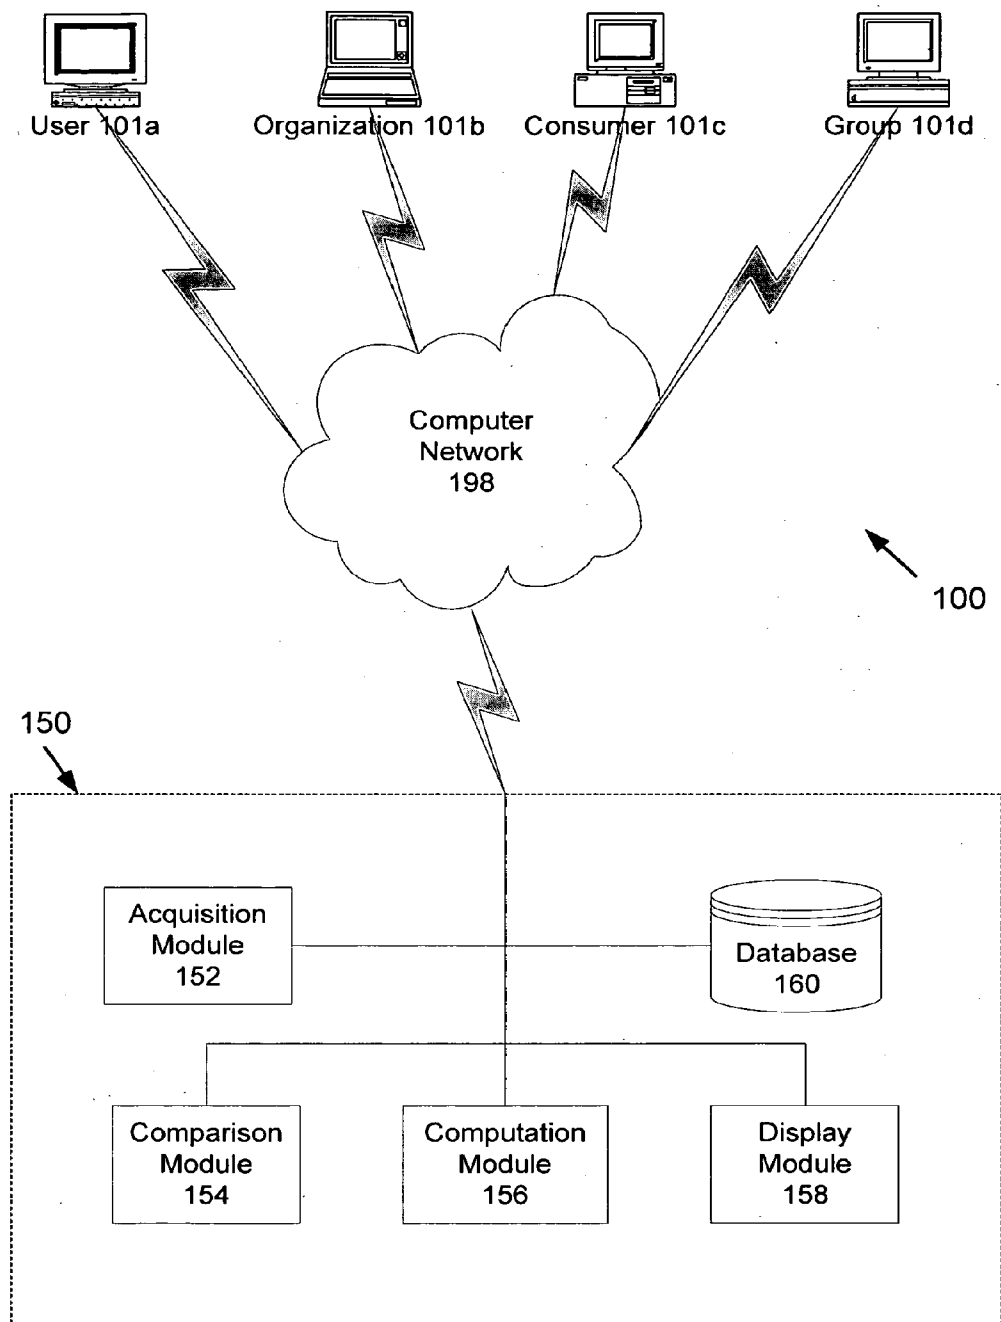 User 101a
Organization 101b
Consumer 101c
Group 101d
Computer
Network
198
100
150
Acquisition
Module
152
Database
160
Comparison
Module
154
Computation
Module
156
Display
Module
158